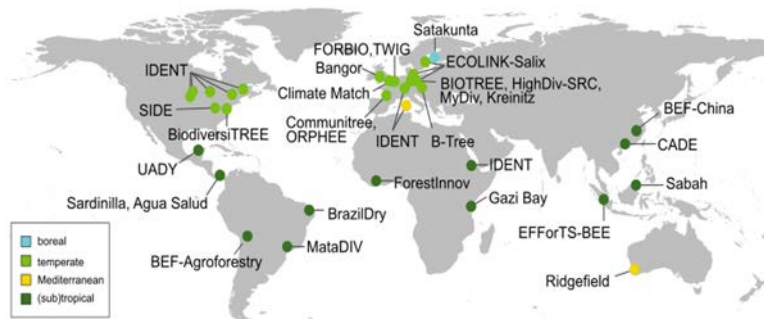 Satakunta
FORBIO,TWIG
IDENT
Bangor
ECOLINK-Salix
Climate Match
BIOTREE, HighDiv-SRC,
MyDiv, Kreinitz
SIDE
BEF-China
Communitree,
ORPHEE
BiodiversiTREE
IDENT
B-Tree
CADE
UADY
IDENT
ForestInnov
Sabah
Sardinilla, Agua Salud
Gazi Bay
BrazilDry
EFForTS-BEE
MataDIV
BEF-Agroforestry
Ridgefield
boreal
temperate
Mediterranean
(sub)tropical